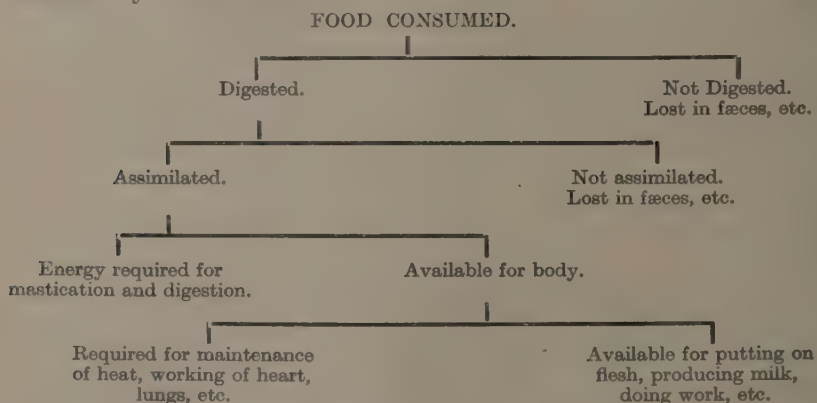 FOOD CONSUMED.
Digested.
Not Digested.
Lost in fæces, etc.
Assimilated.
Not assimilated.
Lost in fæces, etc.
Energy required for
mastication and digestion.
Available for body.
Required for maintenance
of heat, working of heart,
lungs, etc.
Available for putting on
flesh, producing milk,
doing work, etc.